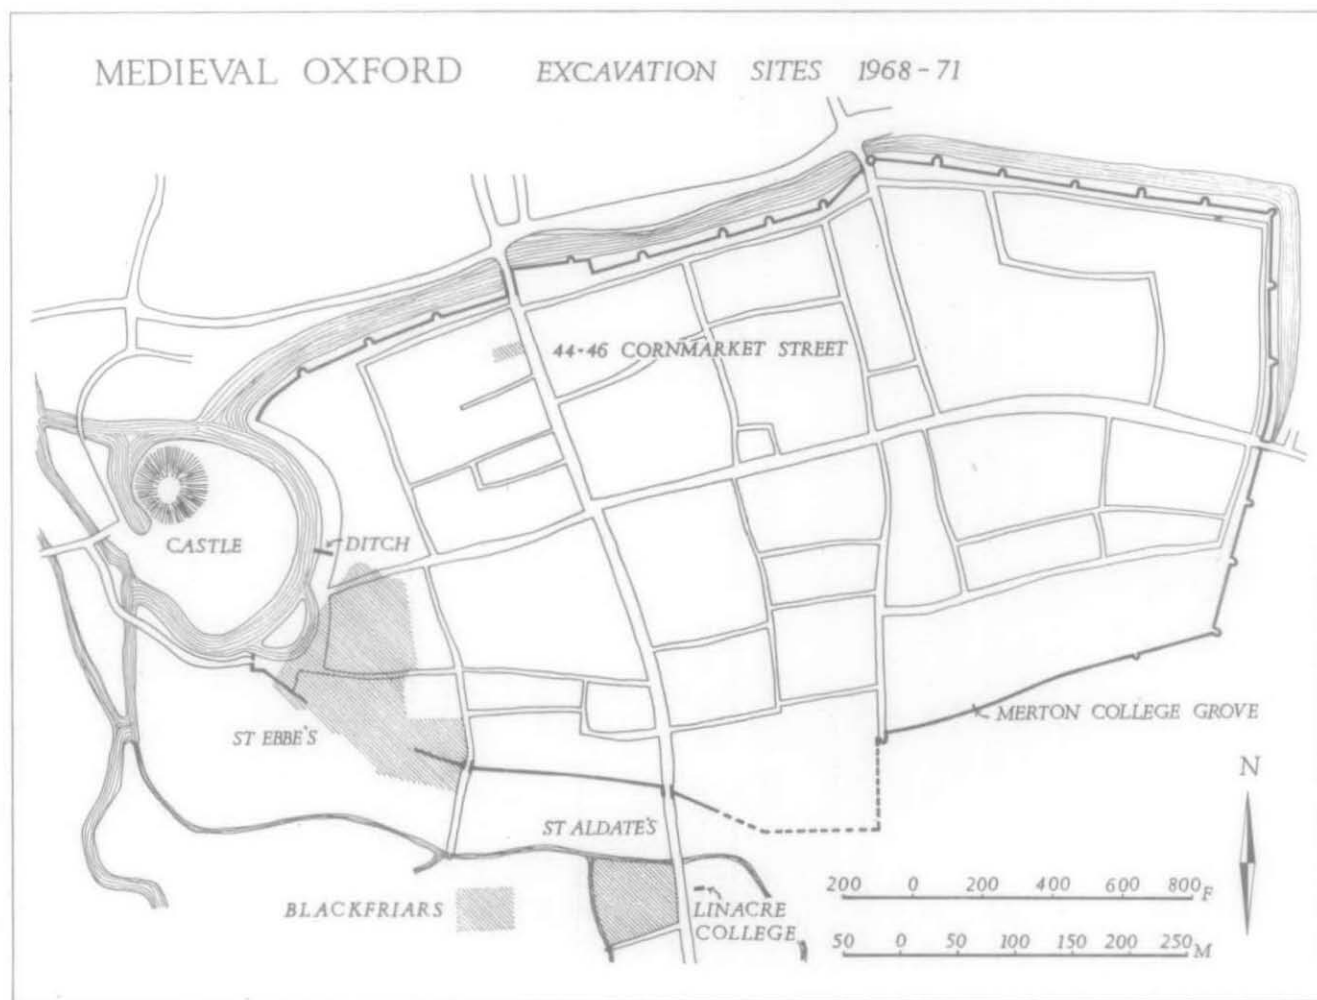 MEDIEVAL OXFORD EXCAVATION SITES 1968-71
44-46 CORNMARKET STREET
CASTLE
DITCH
ST EBBE'S
MERTON COLLEGE GROVE
N
ST ALDATE'S
BLACKFRIARS
LINACRE
COLLEGE
200 0 200 400 600 800 F
50 0 50 100 150 200 250 M